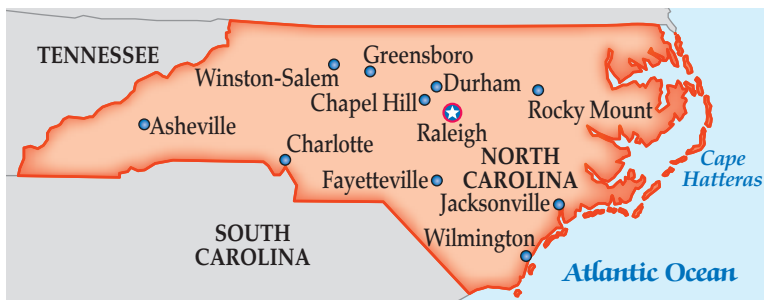 TENNESSEE
Greensboro
Winston-Salem
Durham
Chapel Hill
Rocky Mount
Asheville
Raleigh
Charlotte
NORTH
CAROLINA
Cape
Hatteras
Fayetteville
Jacksonville
SOUTH
CAROLINA
Wilmington
Atlantic Ocean